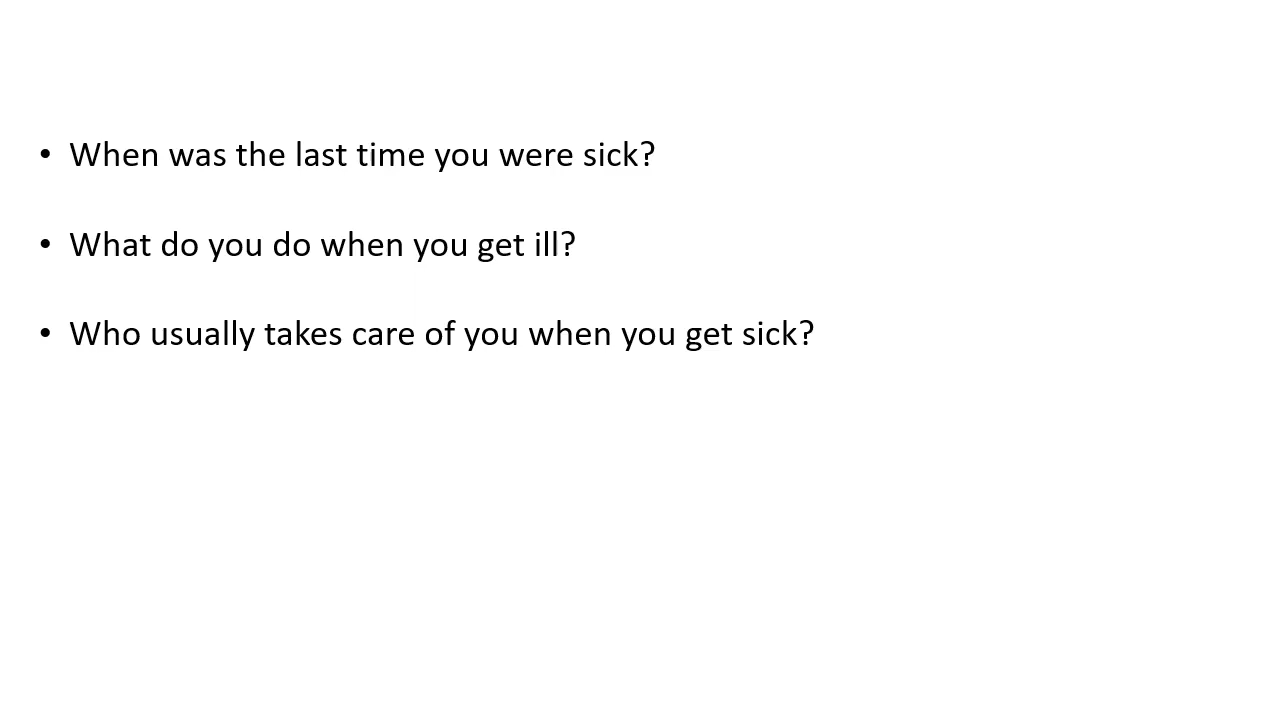 • When was the last time you were sick?
• What do you do when you get ill?
• Who usually takes care of you when you get sick?